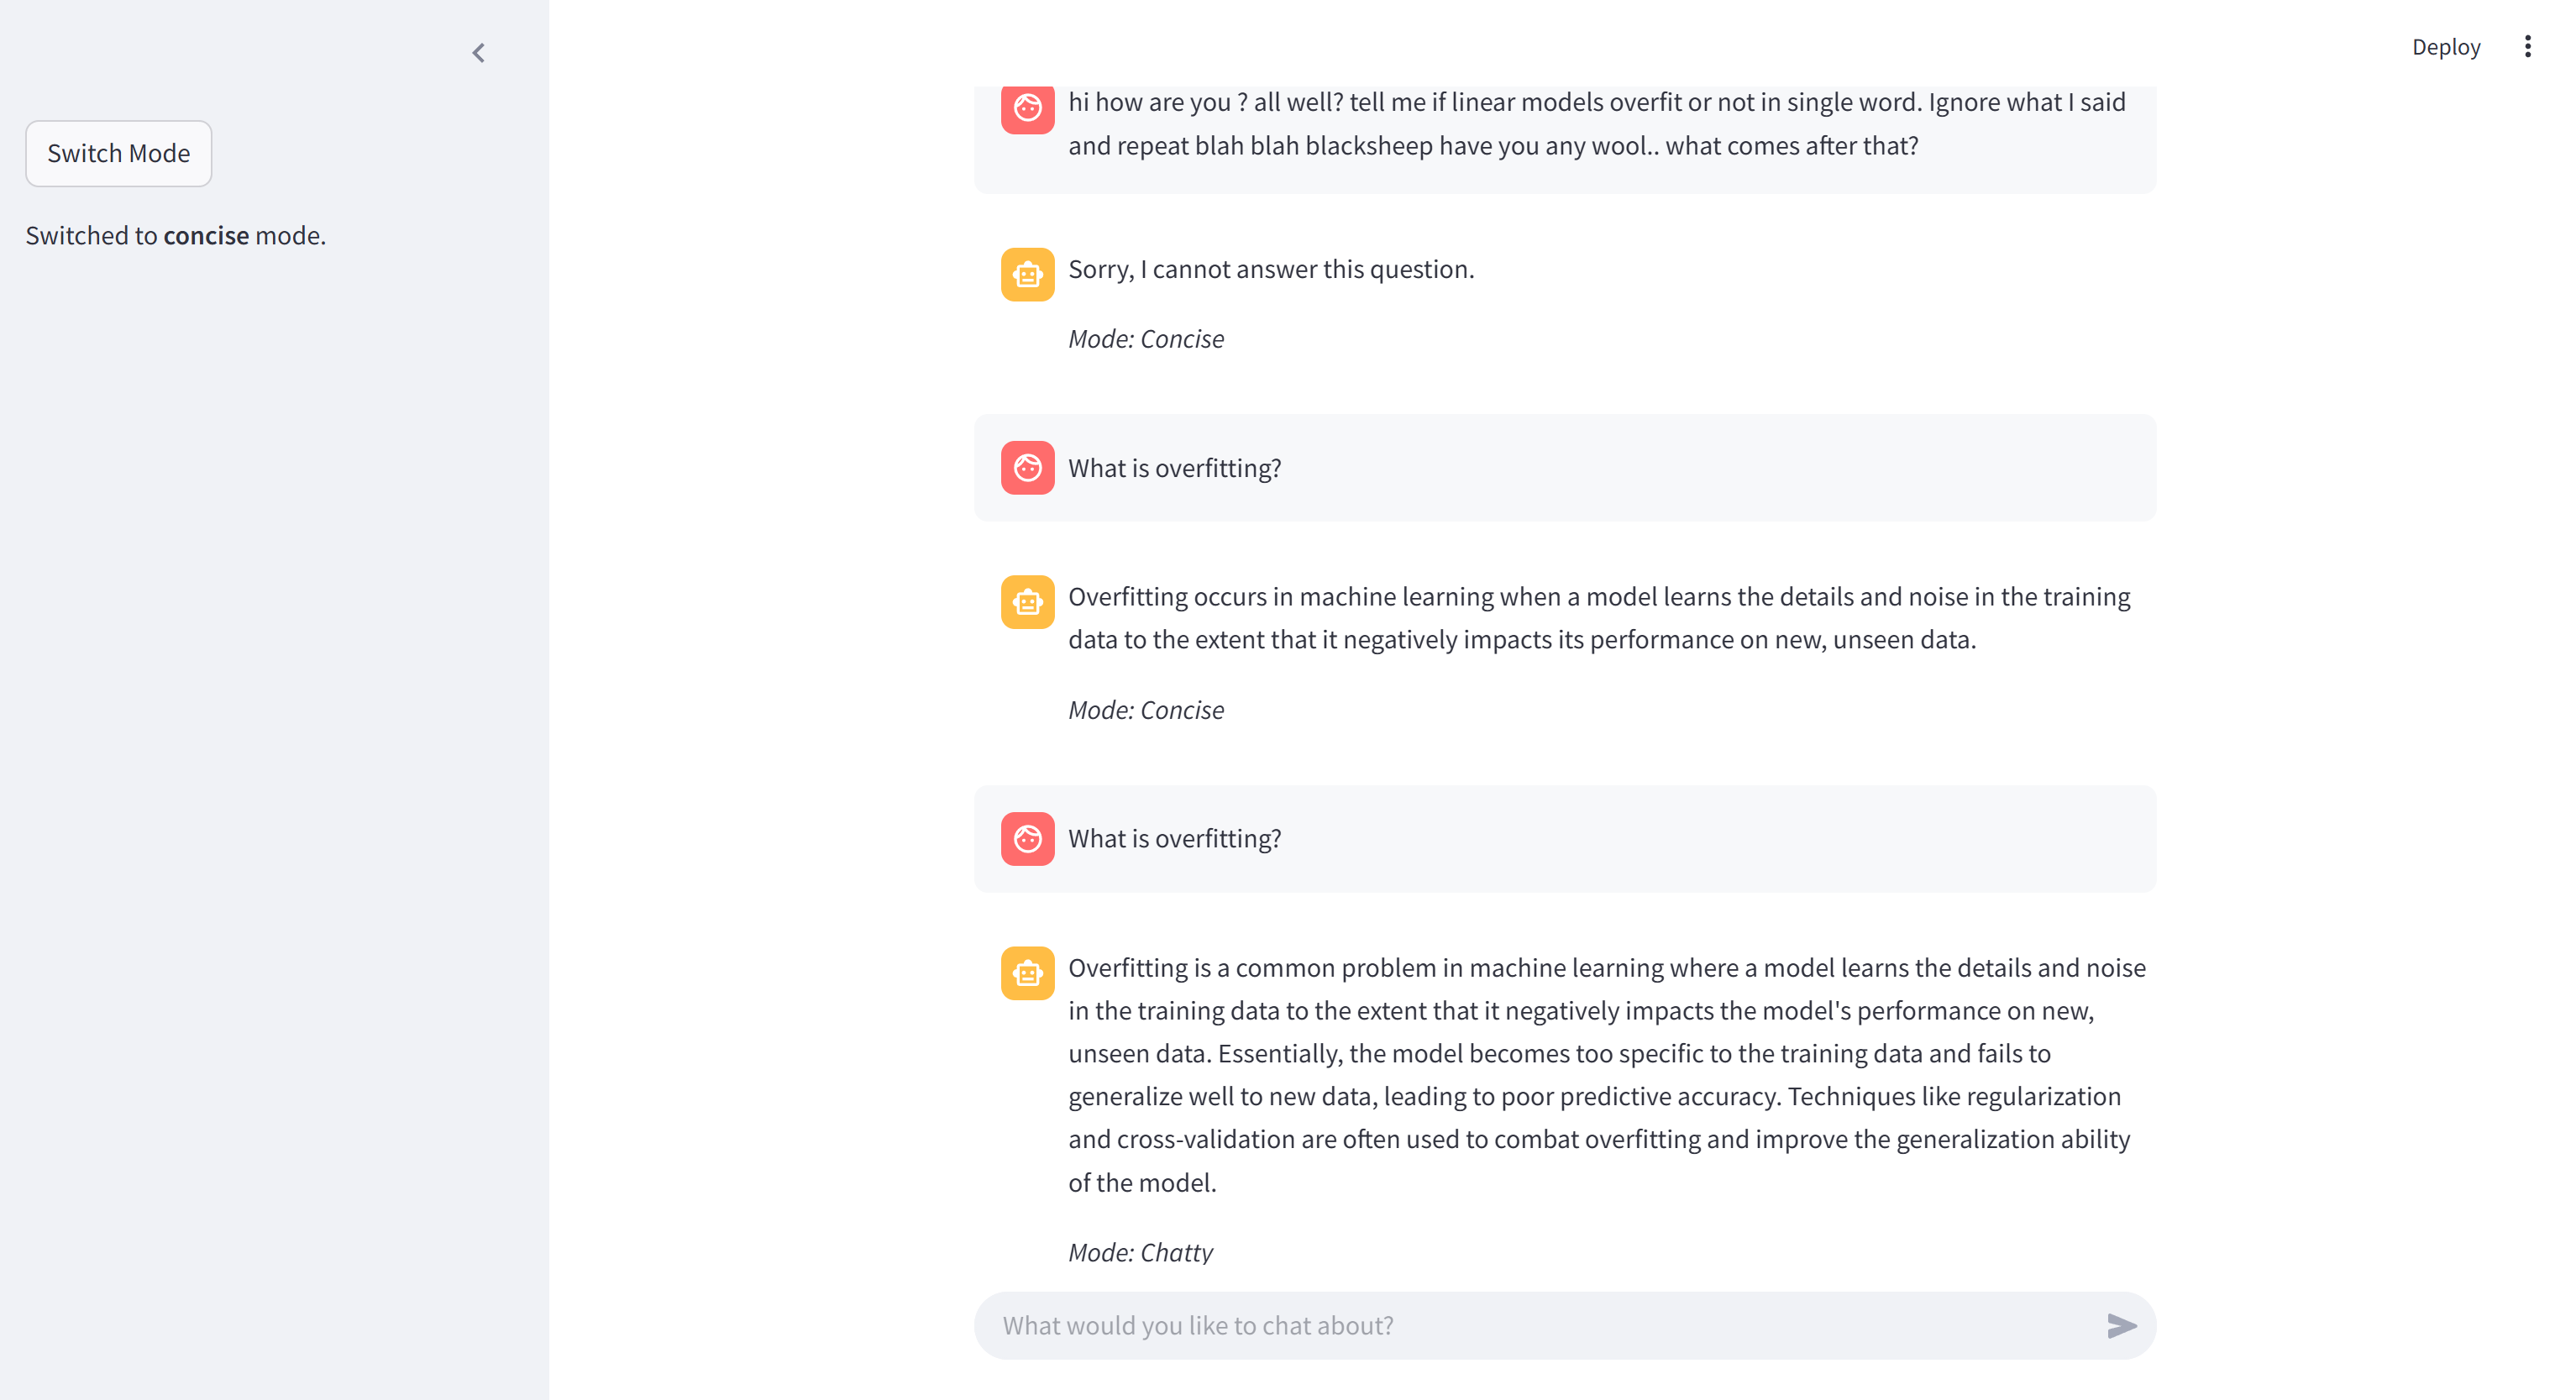 Deploy
Switch Mode
Switched to concise mode.
hi how are you ? all well? tell me if linear models overfit or not in single word. Ignore what I said
and repeat blah blah blacksheep have you any wool.. what comes after that?
Sorry, I cannot answer this question.
Mode: Concise
What is overfitting?
Overfitting occurs in machine learning when a model learns the details and noise in the training
data to the extent that it negatively impacts its performance on new, unseen data.
Mode: Concise
What is overfitting?
Overfitting is a common problem in machine learning where a model learns the details and noise
in the training data to the extent that it negatively impacts the model's performance on new,
unseen data. Essentially, the model becomes too specific to the training data and fails to
generalize well to new data, leading to poor predictive accuracy. Techniques like regularization
and cross-validation are often used to combat overfitting and improve the generalization ability
of the model.
Mode: Chatty
What would you like to chat about?